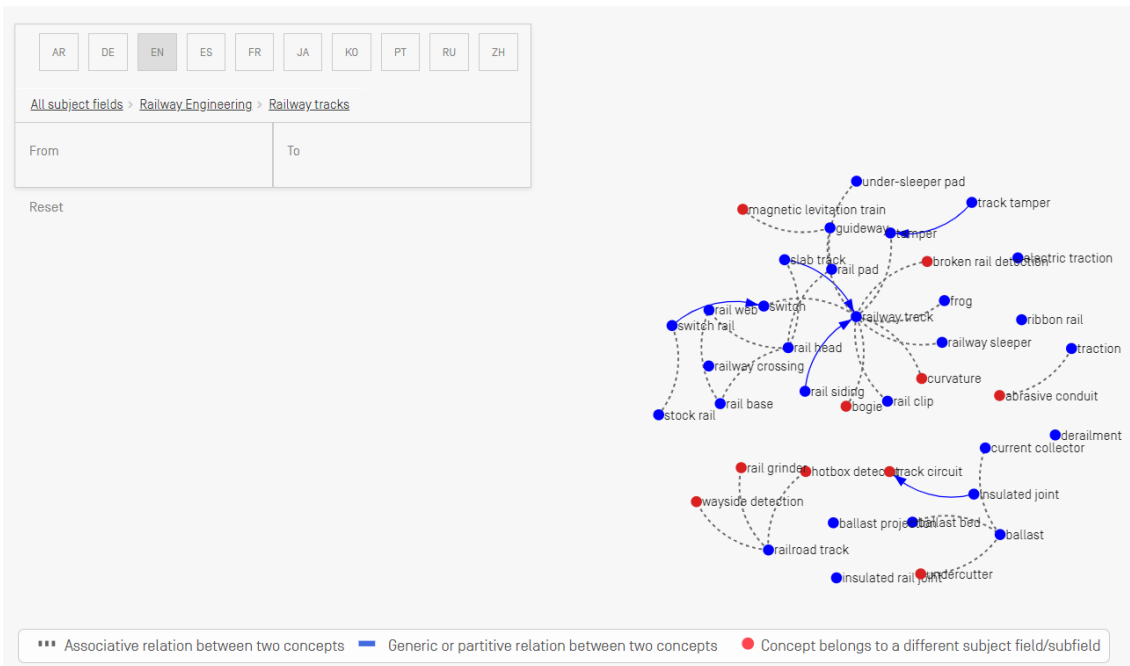 AR DE EN ES FR JA KO PT RU ZH
All subject fields > Railway Engineering > Railway tracks
From To
Reset
under-sleeper pad
magnetic levitation train
track tamper
guideway
tamper
slab track
rail pad
broken rail detection
electric traction
rail web
switch
frog
switch rail
railway track
ribbon rail
rail head
railway sleeper
traction
railway crossing
curvature
rail siding
abrasive conduit
stock rail
rail base
bogie
rail clip
derailment
current collector
rail grinder
hotbox detector
track circuit
wayside detection
insulated joint
ballast projection
ballast bed
ballast
railroad track
insulated rail joint
undercutter
Associative relation between two concepts Generic or partitive relation between two concepts Concept belongs to a different subject field/subfield